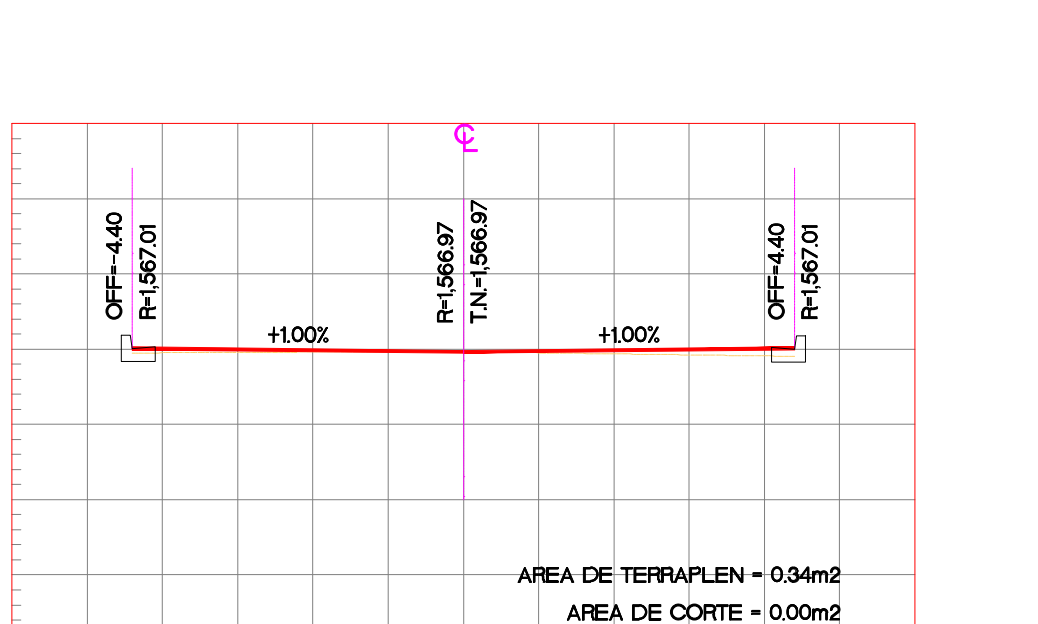 ℄
OFF=-4.40
R=1,567.01
R=1,566.97
T.N.=1,566.97
OFF=4.40
R=1,567.01
+1.00%
+1.00%
AREA DE TERRAPLEN = 0.34m2
AREA DE CORTE = 0.00m2